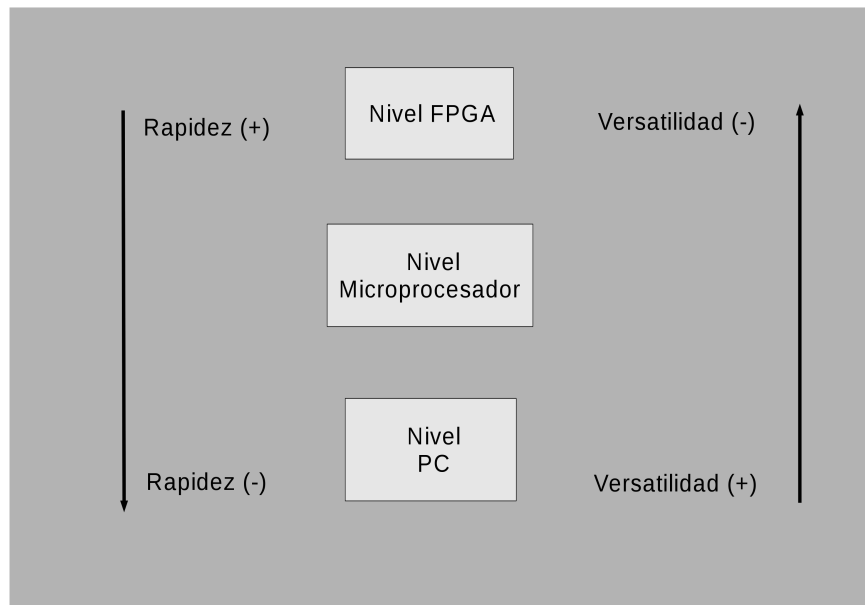 Nivel FPGA
Rapidez (+)
Versatilidad (-)
Nivel
Microprocesador
Nivel
PC
Rapidez (-)
Versatilidad (+)